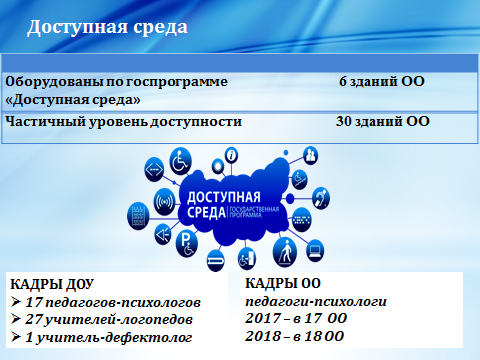 Доступная среда
Оборудованы по госпрограмме 6 зданий ОО
«Доступная среда»
Частичный уровень доступности 30 зданий ОО
ДОСТУПНАЯ
СРЕДА ГОСУДАРСТВЕННАЯ
ПРОГРАММА
КАДРЫ ДОУ
➢ 17 педагогов-психологов
➢ 27 учителей-логопедов
➢ 1 учитель-дефектолог
КАДРЫ ОО
педагоги-психологи
2017 – в 17 ОО
2018 – в 18 ОО